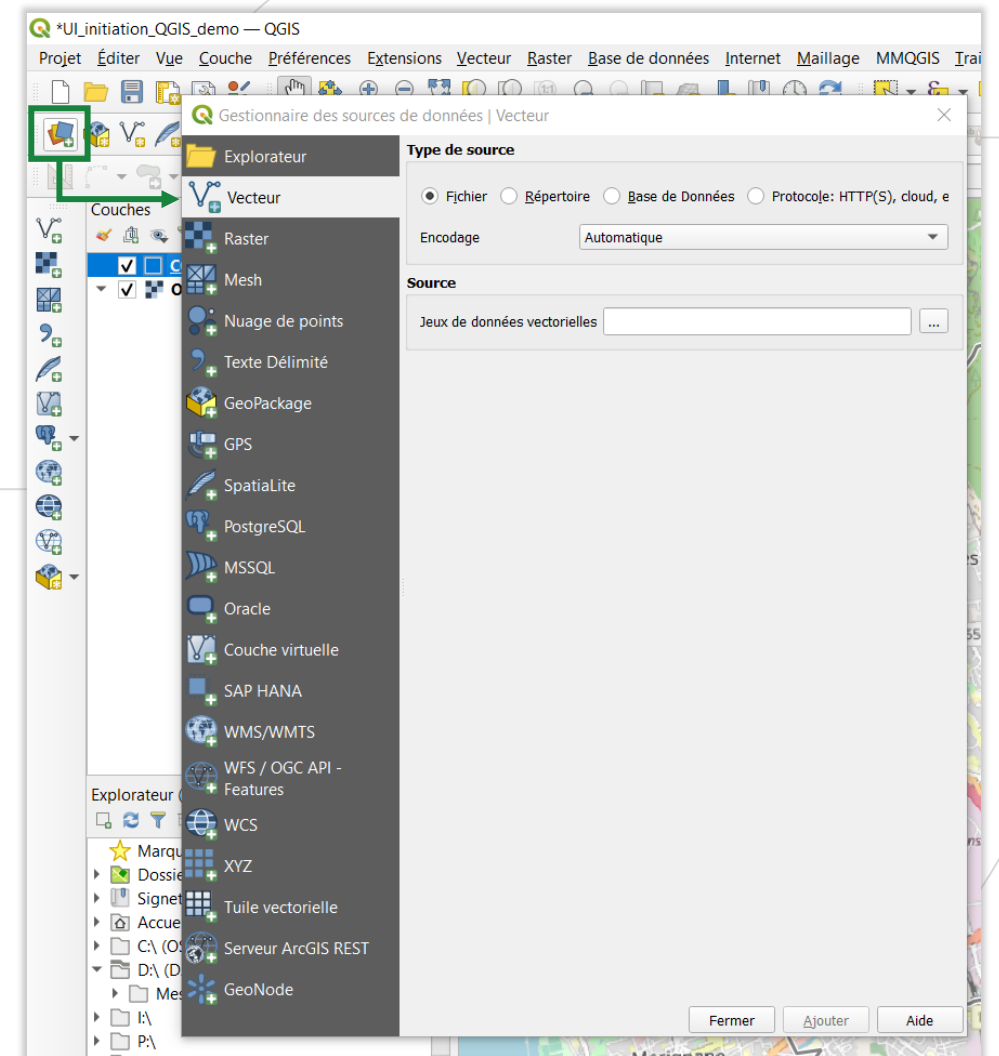 *UI_initiation_QGIS_demo — QGIS
Projet Éditer Vue Couche Préférences Extensions Vecteur Raster Base de données Internet Maillage MMQGIS Trai
Gestionnaire des sources de données | Vecteur
Explorateur
Vecteur
Raster
Mesh
Nuage de points
Texte Délimité
GeoPackage
GPS
SpatiaLite
PostgreSQL
MSSQL
Oracle
Couche virtuelle
SAP HANA
WMS/WMTS
WFS / OGC API -
Features
WCS
XYZ
Tuile vectorielle
Serveur ArcGIS REST
GeoNode
Type de source
Fichier Répertoire Base de Données Protocole: HTTP(S), cloud, e
Encodage Automatique
Source
Jeux de données vectorielles ...
Fermer Ajouter Aide
Couches
C
O
Explorateur (
Marqu
Dossie
Signet
Accue
C:\ (OS
D:\ (D
Mes
I:\
P:\
ES
55
ns